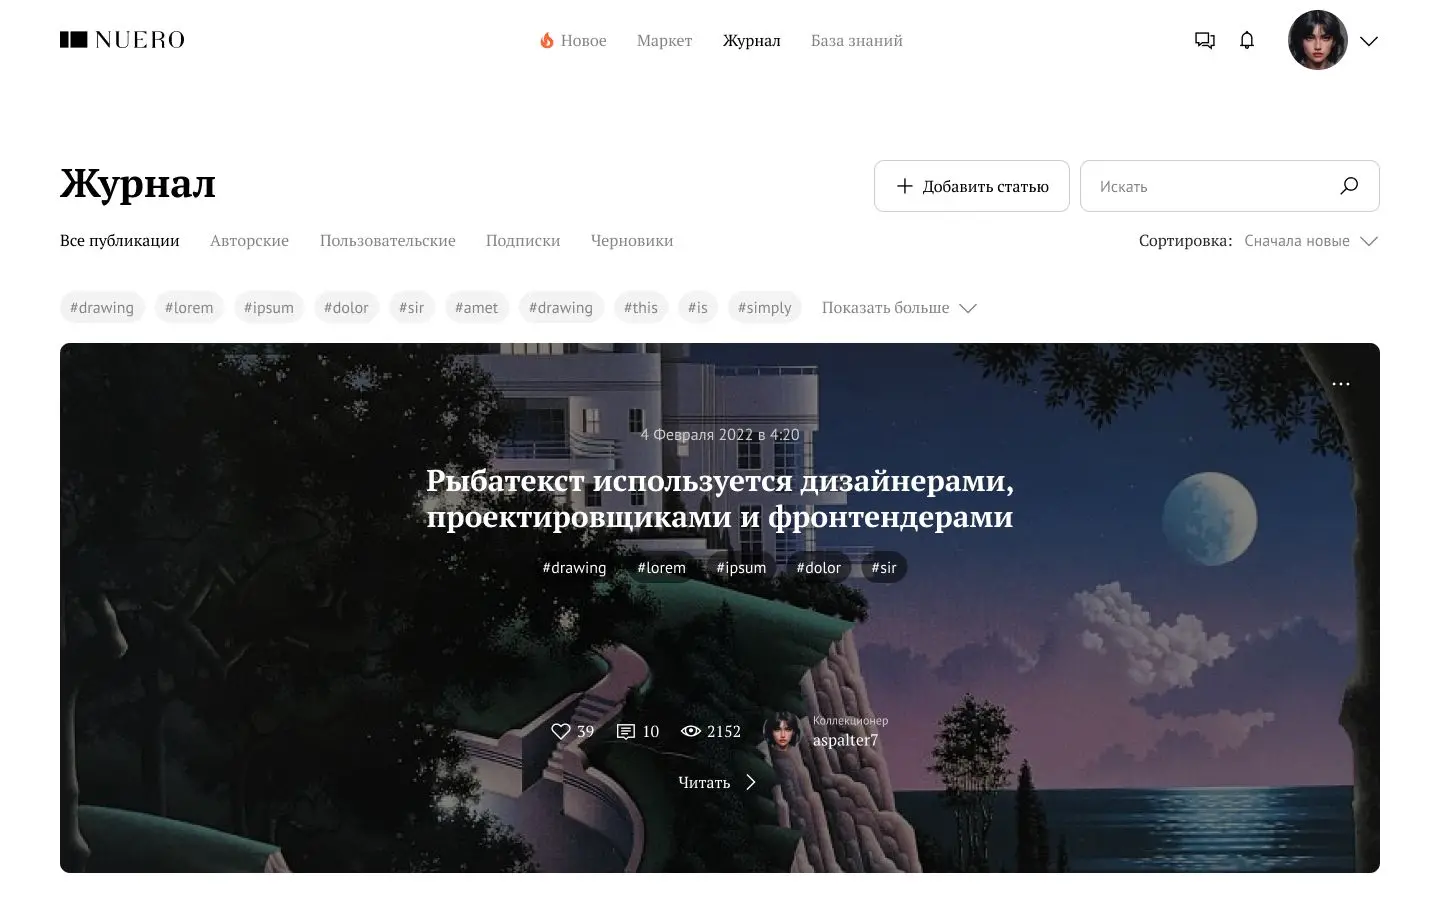 NUERO
Новое Маркет Журнал База знаний
Журнал
Добавить статью
Искать
Все публикации Авторские Пользовательские Подписки Черновики
Сортировка: Сначала новые
#drawing #lorem #ipsum #dolor #sir #amet #drawing #this #is #simply Показать больше
4 Февраля 2022 в 4:20
Рыбатекст используется дизайнерами,
проектировщиками и фронтендерами
#drawing #lorem #ipsum #dolor #sir
39 10 2152
Коллекционер
aspalter7
Читать